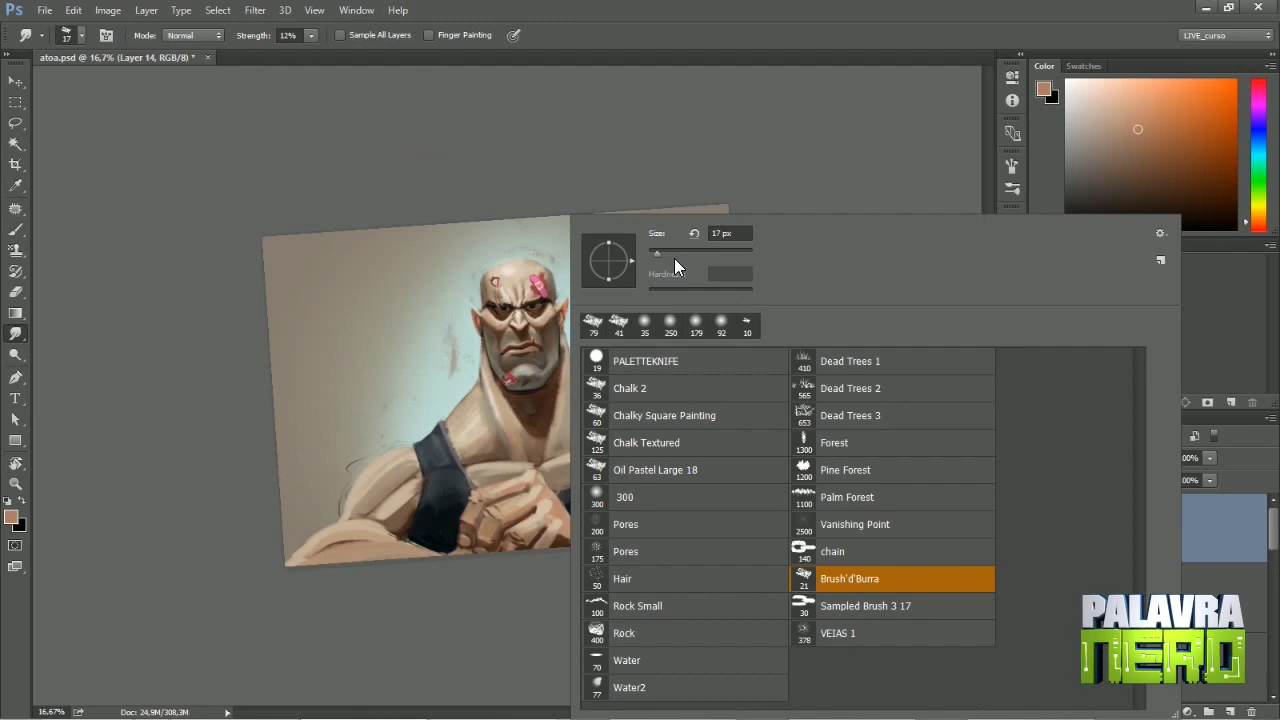 Ps File Edit Image Layer Type Select Filter 3D View Window Help
17 Mode: Normal Strength: 12% Sample All Layers Finger Painting LIVE_curso
atoa.psd @ 16,7% (Layer 14, RGB/8) * ×
Color Swatches
Size: 17 px
Hardness:
79 41 35 250 179 92 10
19 PALETTEKNIFE
36 Chalk 2
60 Chalky Square Painting
125 Chalk Textured
63 Oil Pastel Large 18
300 300
200 Pores
175 Pores
50 Hair
100 Rock Small
400 Rock
70 Water
77 Water2
410 Dead Trees 1
565 Dead Trees 2
653 Dead Trees 3
1300 Forest
1200 Pine Forest
1100 Palm Forest
2500 Vanishing Point
140 chain
21 Brush'd'Burra
30 Sampled Brush 3 17
378 VEIAS 1
00%
00%
PALAVRA
NERD
16,67% Doc: 24,9M/308,3M